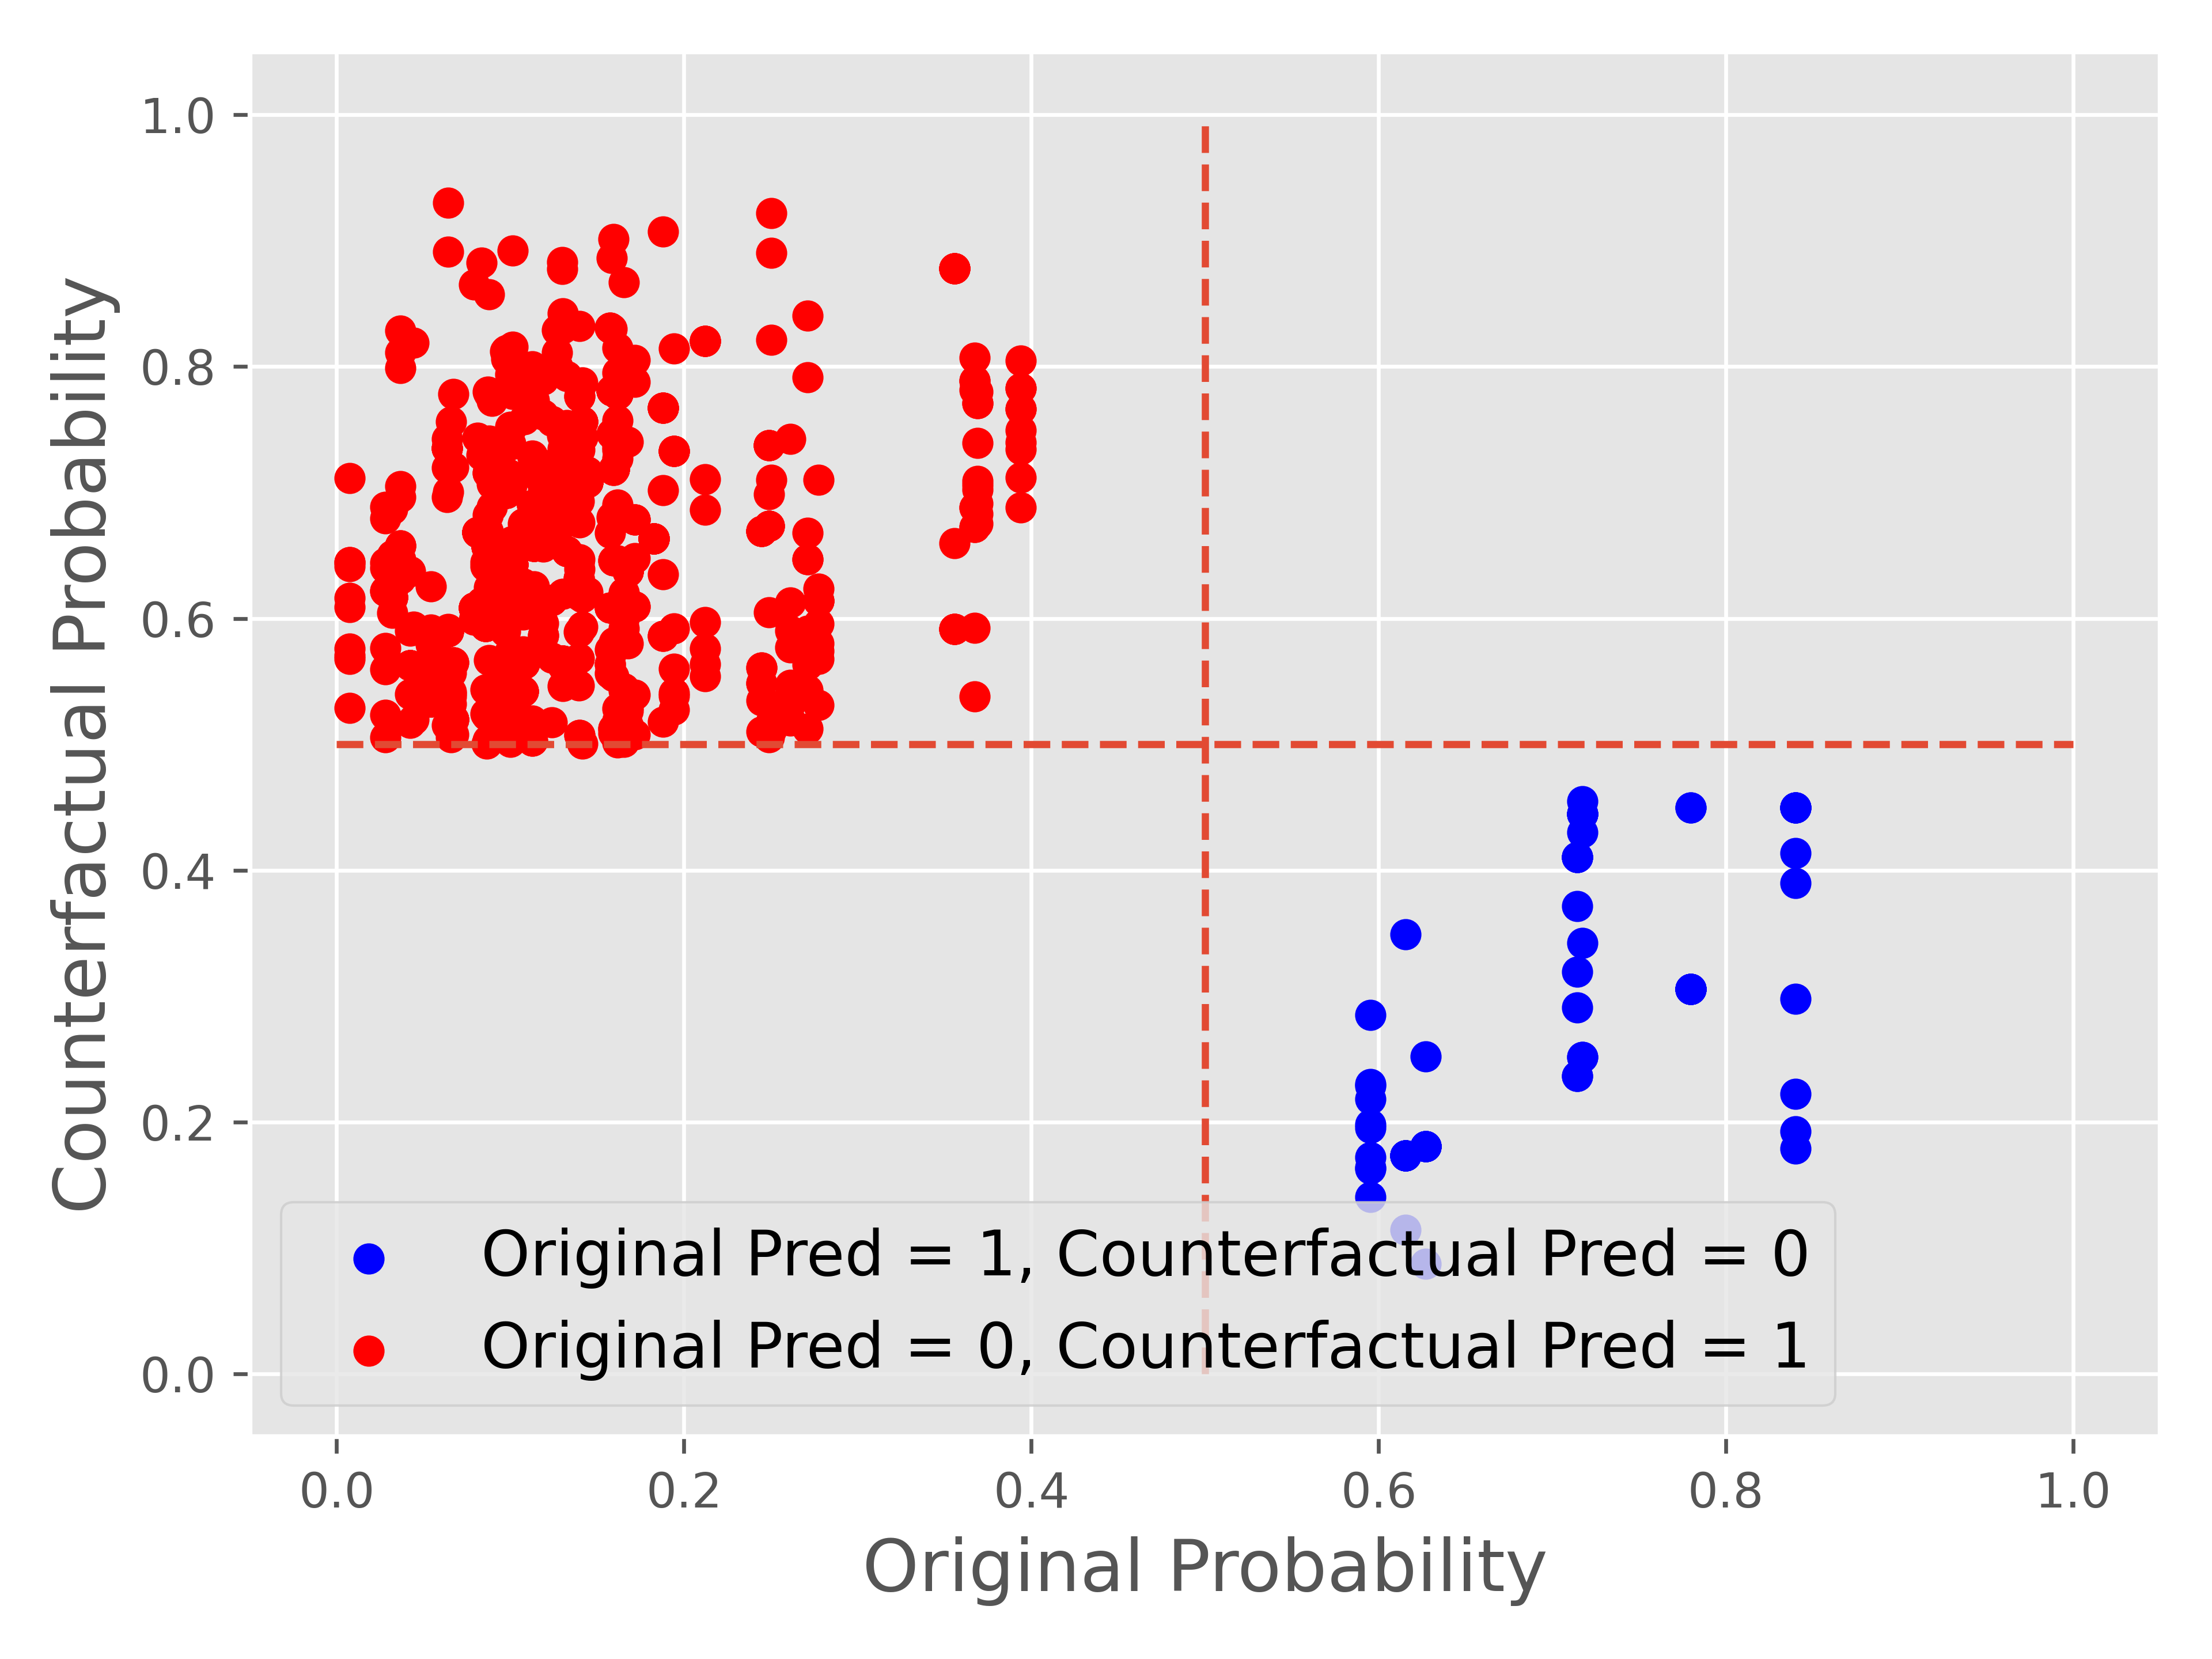 1.0
0.8
0.6
0.4
0.2
0.0
Counterfactual Probability
Original Pred = 1, Counterfactual Pred = 0
Original Pred = 0, Counterfactual Pred = 1
0.0 0.2 0.4 0.6 0.8 1.0
Original Probability